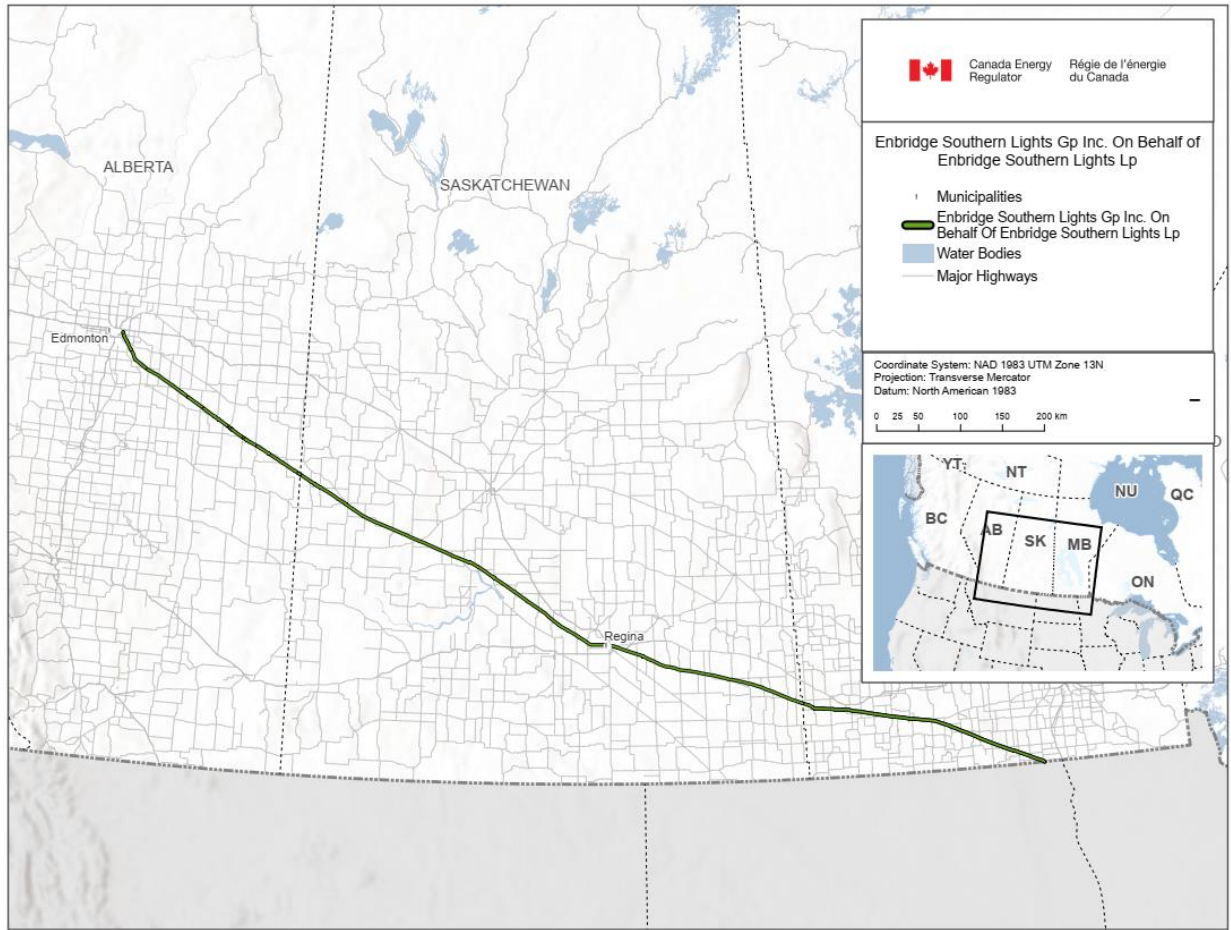 Canada Energy
Regulator
Régie de l'énergie
du Canada
Enbridge Southern Lights Gp Inc. On Behalf of
Enbridge Southern Lights Lp
Municipalities
Enbridge Southern Lights Gp Inc. On
Behalf Of Enbridge Southern Lights Lp
Water Bodies
Major Highways
Coordinate System: NAD 1983 UTM Zone 13N
Projection: Transverse Mercator
Datum: North American 1983
0 25 50 100 150 200 km
YT
NT
NU
QC
BC
AB
SK
MB
ON
ALBERTA
SASKATCHEWAN
Edmonton
Regina